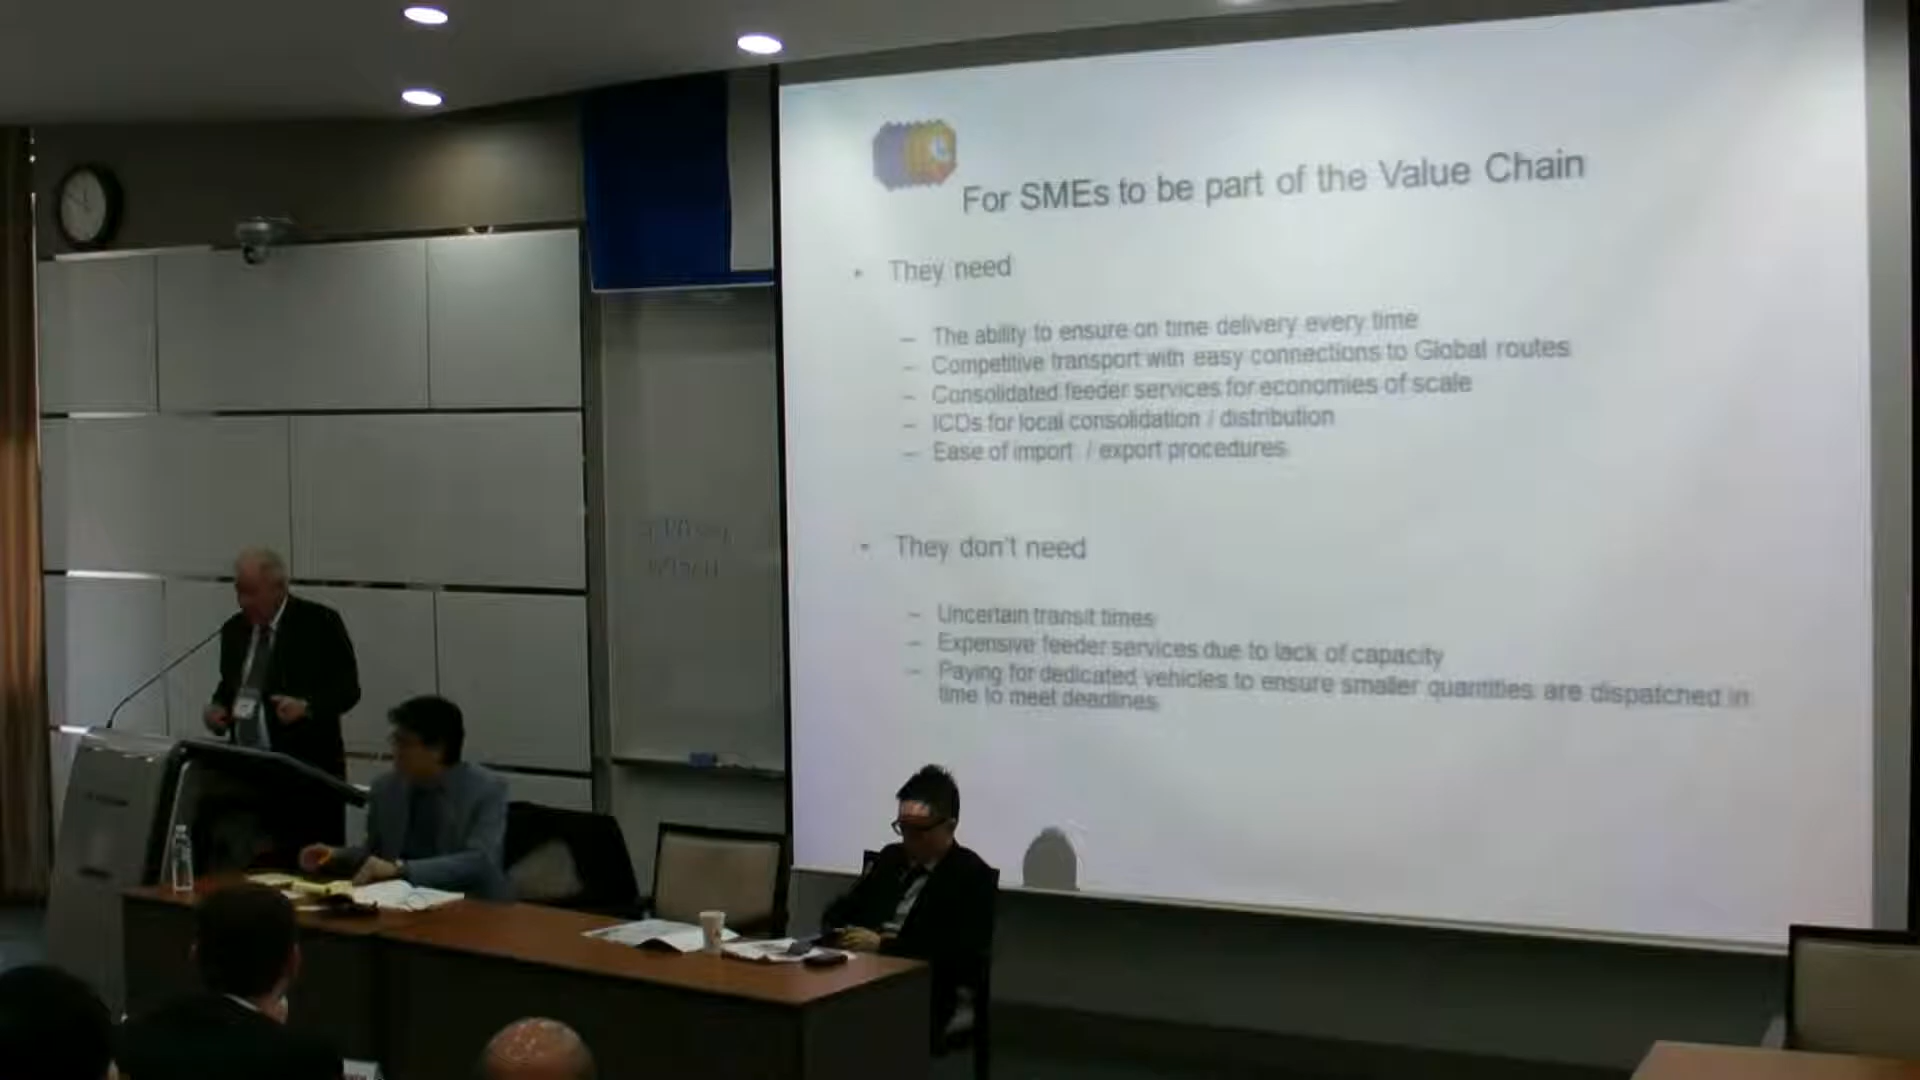 For SMEs to be part of the Value Chain
• They need
– The ability to ensure on time delivery every time
– Competitive transport with easy connections to Global routes
– Consolidated feeder services for economies of scale
– ICDs for local consolidation / distribution
– Ease of import / export procedures
• They don't need
– Uncertain transit times
– Expensive feeder services due to lack of capacity
– Paying for dedicated vehicles to ensure smaller quantities are dispatched in
time to meet deadlines